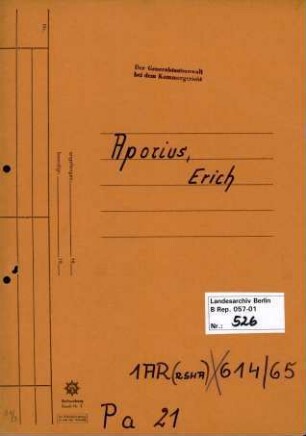 Der Generalstaatsanwalt
bei dem Kammergericht
Aporius,
Erich
Landesarchiv Berlin
B Rep. 057-01
Nr.: 526
1AR (RSHA) 614/65
Pa 21